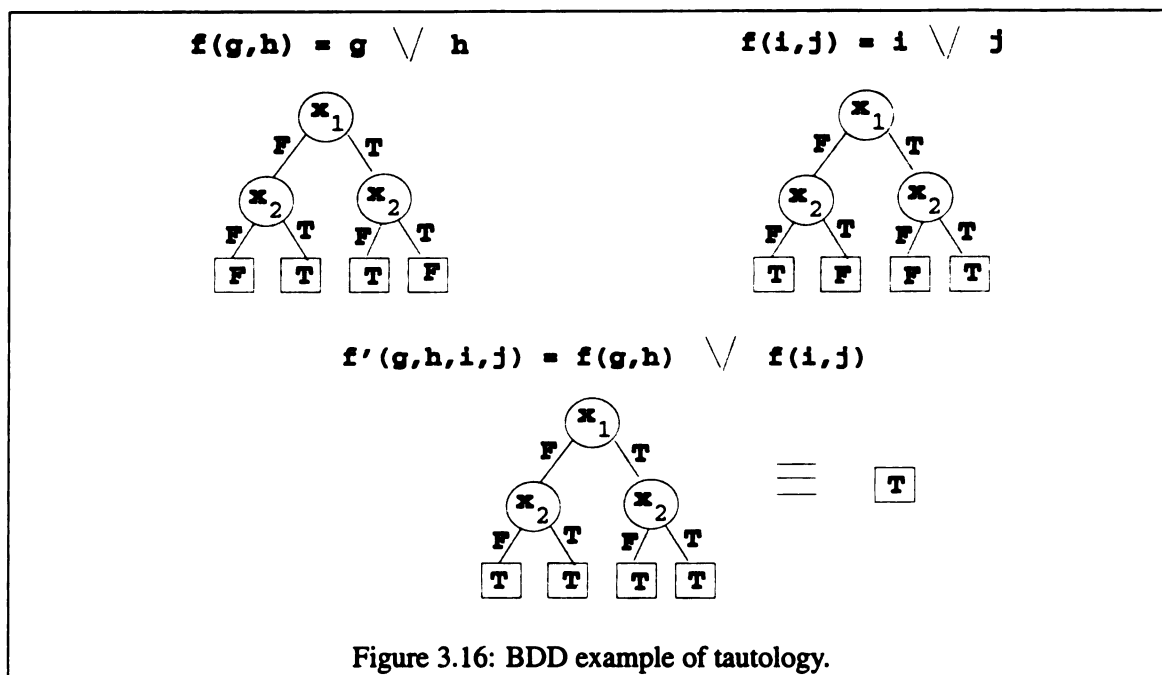 f(g,h) = g ∨ h    f(i,j) = i ∨ j
x₁    x₁
F T    F T
x₂ x₂    x₂ x₂
F T F T    F T F T
F T T F    T F F T
f'(g,h,i,j) = f(g,h) ∨ f(i,j)
x₁
F T
x₂ x₂ ≡ T
F T F T
T T T T
Figure 3.16: BDD example of tautology.